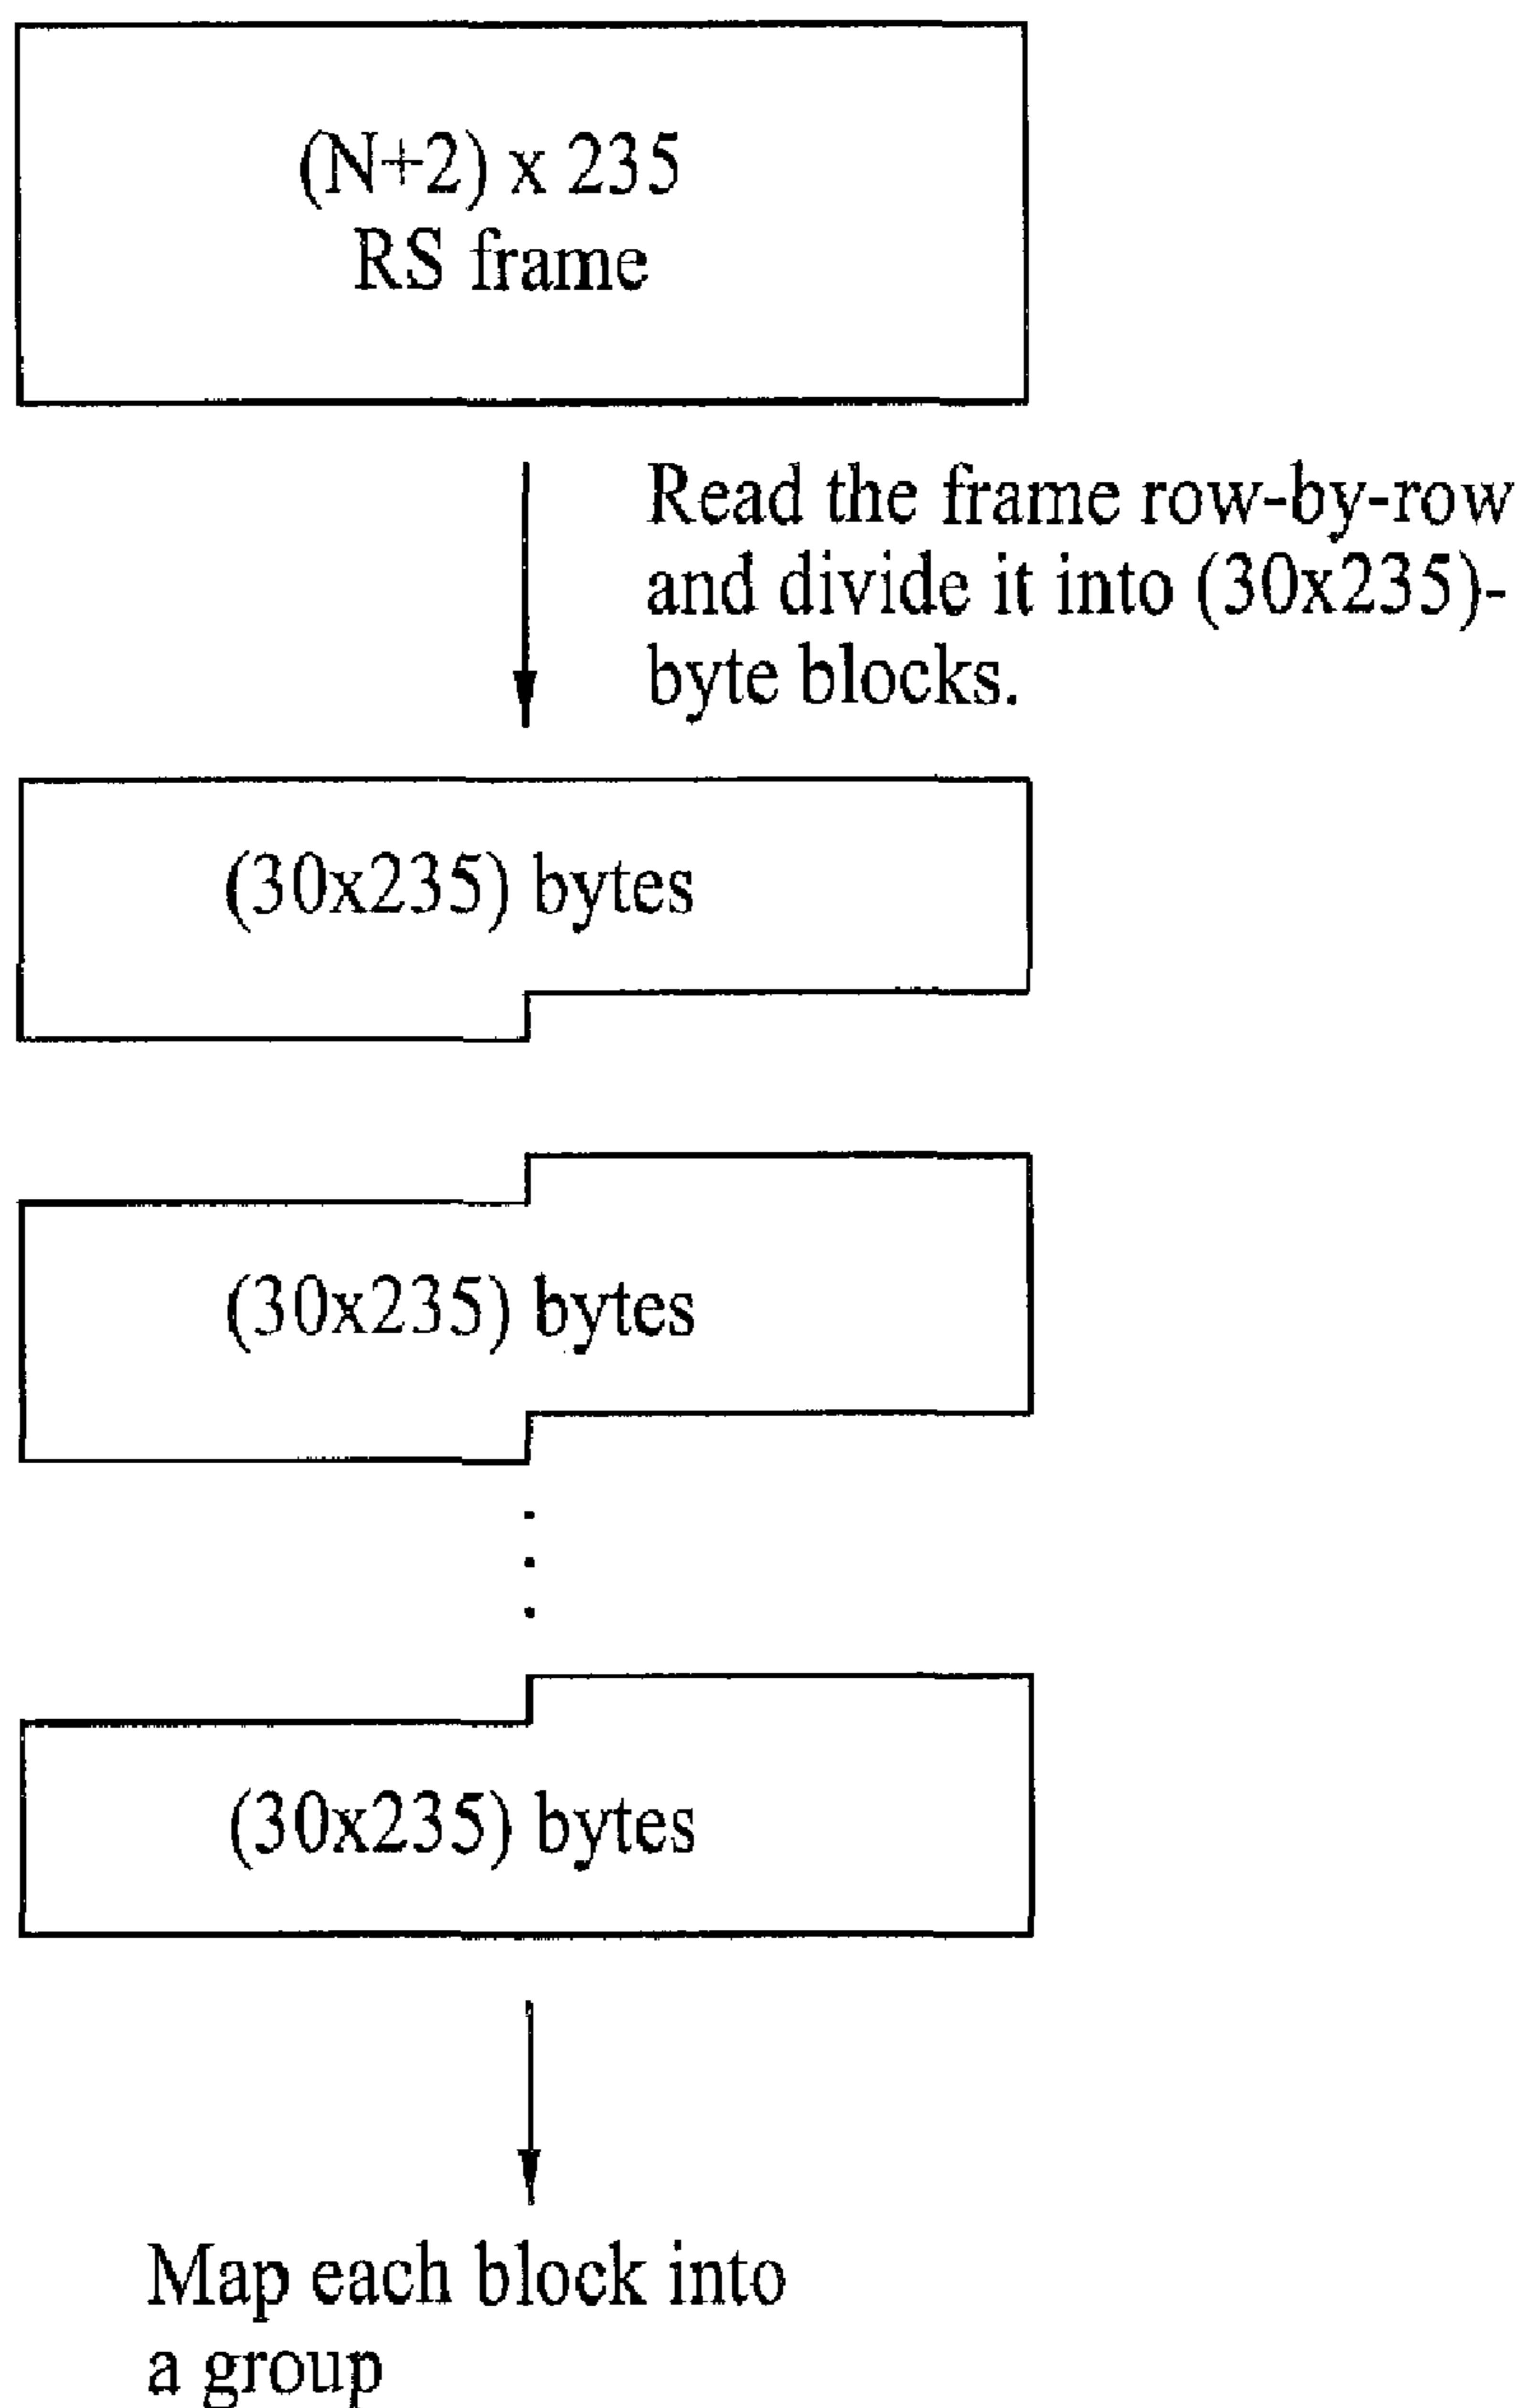 (N+2) x 235
RS frame
Read the frame row-by-row
and divide it into (30x235)-
byte blocks.
(30x235) bytes
(30x235) bytes
(30x235) bytes
Map each block into
a group